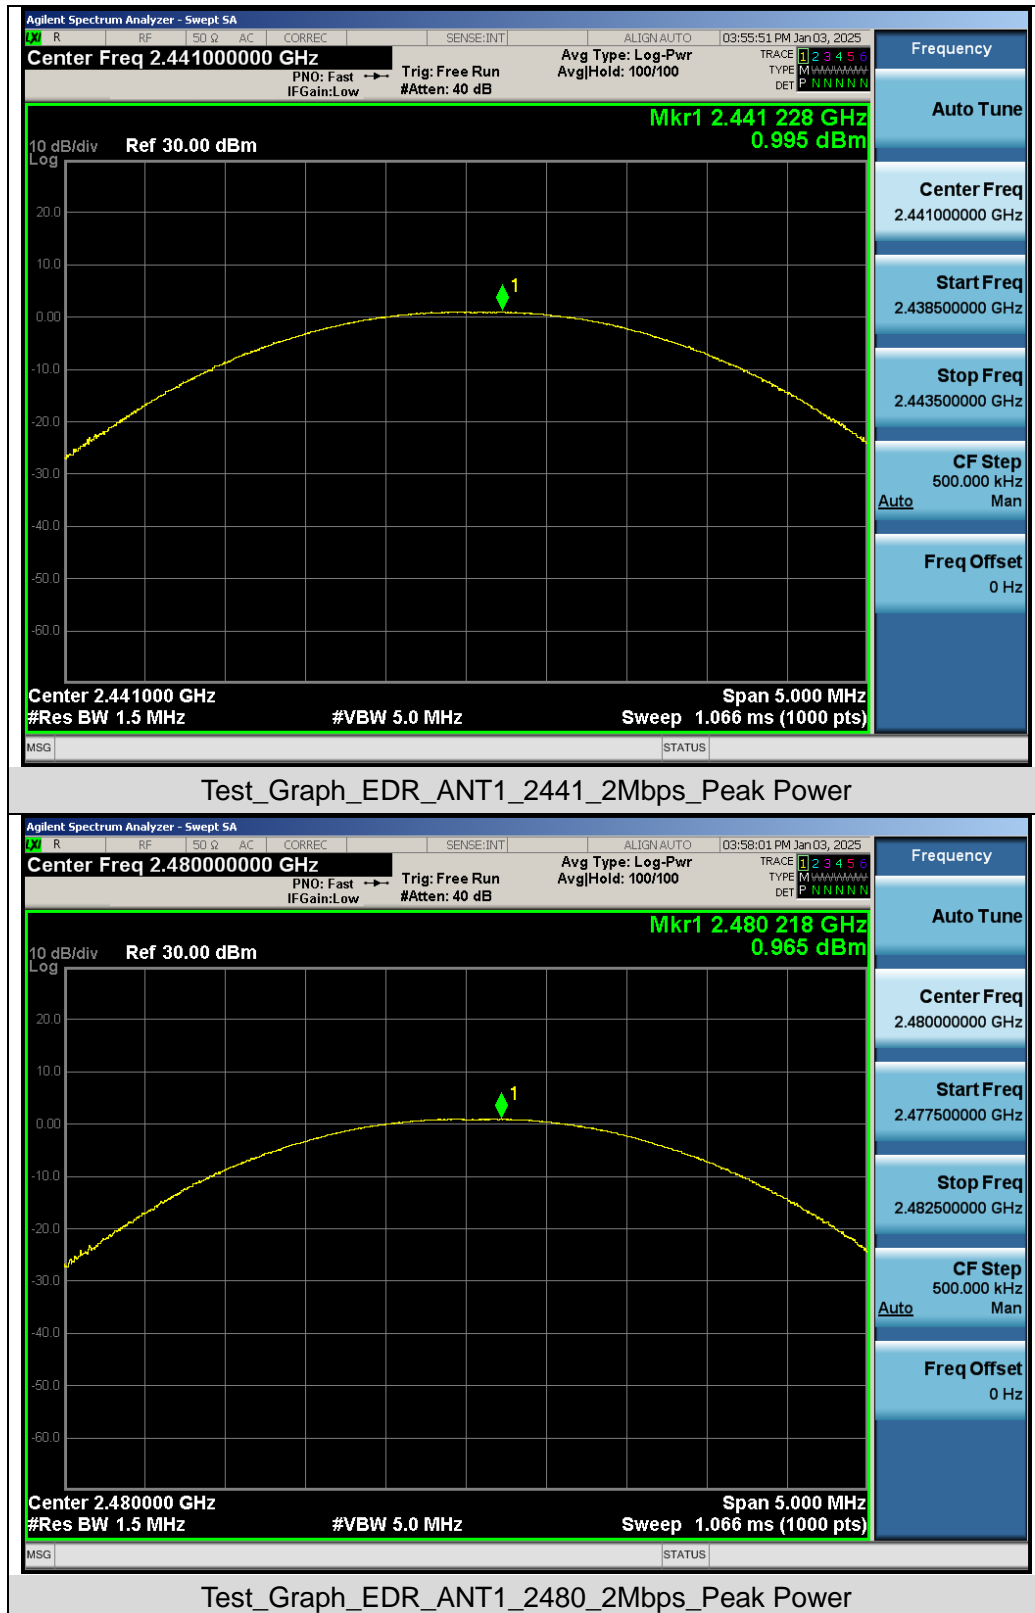 Agilent Spectrum Analyzer - Swept SA
LXI R RF 50 Ω AC CORREC SENSE:INT ALIGN AUTO 03:55:51 PM Jan 03, 2025
Center Freq 2.441000000 GHz
PNO: Fast
IFGain:Low
Trig: Free Run
#Atten: 40 dB
Avg Type: Log-Pwr
Avg|Hold: 100/100
TRACE 1 2 3 4 5 6
TYPE M
DET P N N N N N
Mkr1 2.441 228 GHz
0.995 dBm
10 dB/div Ref 30.00 dBm
Log
20.0
10.0
1
0.00
-10.0
-20.0
-30.0
-40.0
-50.0
-60.0
Center 2.441000 GHz Span 5.000 MHz
#Res BW 1.5 MHz #VBW 5.0 MHz Sweep 1.066 ms (1000 pts)
MSG STATUS
Frequency
Auto Tune
Center Freq
2.441000000 GHz
Start Freq
2.438500000 GHz
Stop Freq
2.443500000 GHz
CF Step
500.000 kHz
Auto Man
Freq Offset
0 Hz
Test_Graph_EDR_ANT1_2441_2Mbps_Peak Power
Agilent Spectrum Analyzer - Swept SA
LXI R RF 50 Ω AC CORREC SENSE:INT ALIGN AUTO 03:58:01 PM Jan 03, 2025
Center Freq 2.480000000 GHz
PNO: Fast
IFGain:Low
Trig: Free Run
#Atten: 40 dB
Avg Type: Log-Pwr
Avg|Hold: 100/100
TRACE 1 2 3 4 5 6
TYPE M
DET P N N N N N
Mkr1 2.480 218 GHz
0.965 dBm
10 dB/div Ref 30.00 dBm
Log
20.0
10.0
1
0.00
-10.0
-20.0
-30.0
-40.0
-50.0
-60.0
Center 2.480000 GHz Span 5.000 MHz
#Res BW 1.5 MHz #VBW 5.0 MHz Sweep 1.066 ms (1000 pts)
MSG STATUS
Frequency
Auto Tune
Center Freq
2.480000000 GHz
Start Freq
2.477500000 GHz
Stop Freq
2.482500000 GHz
CF Step
500.000 kHz
Auto Man
Freq Offset
0 Hz
Test_Graph_EDR_ANT1_2480_2Mbps_Peak Power